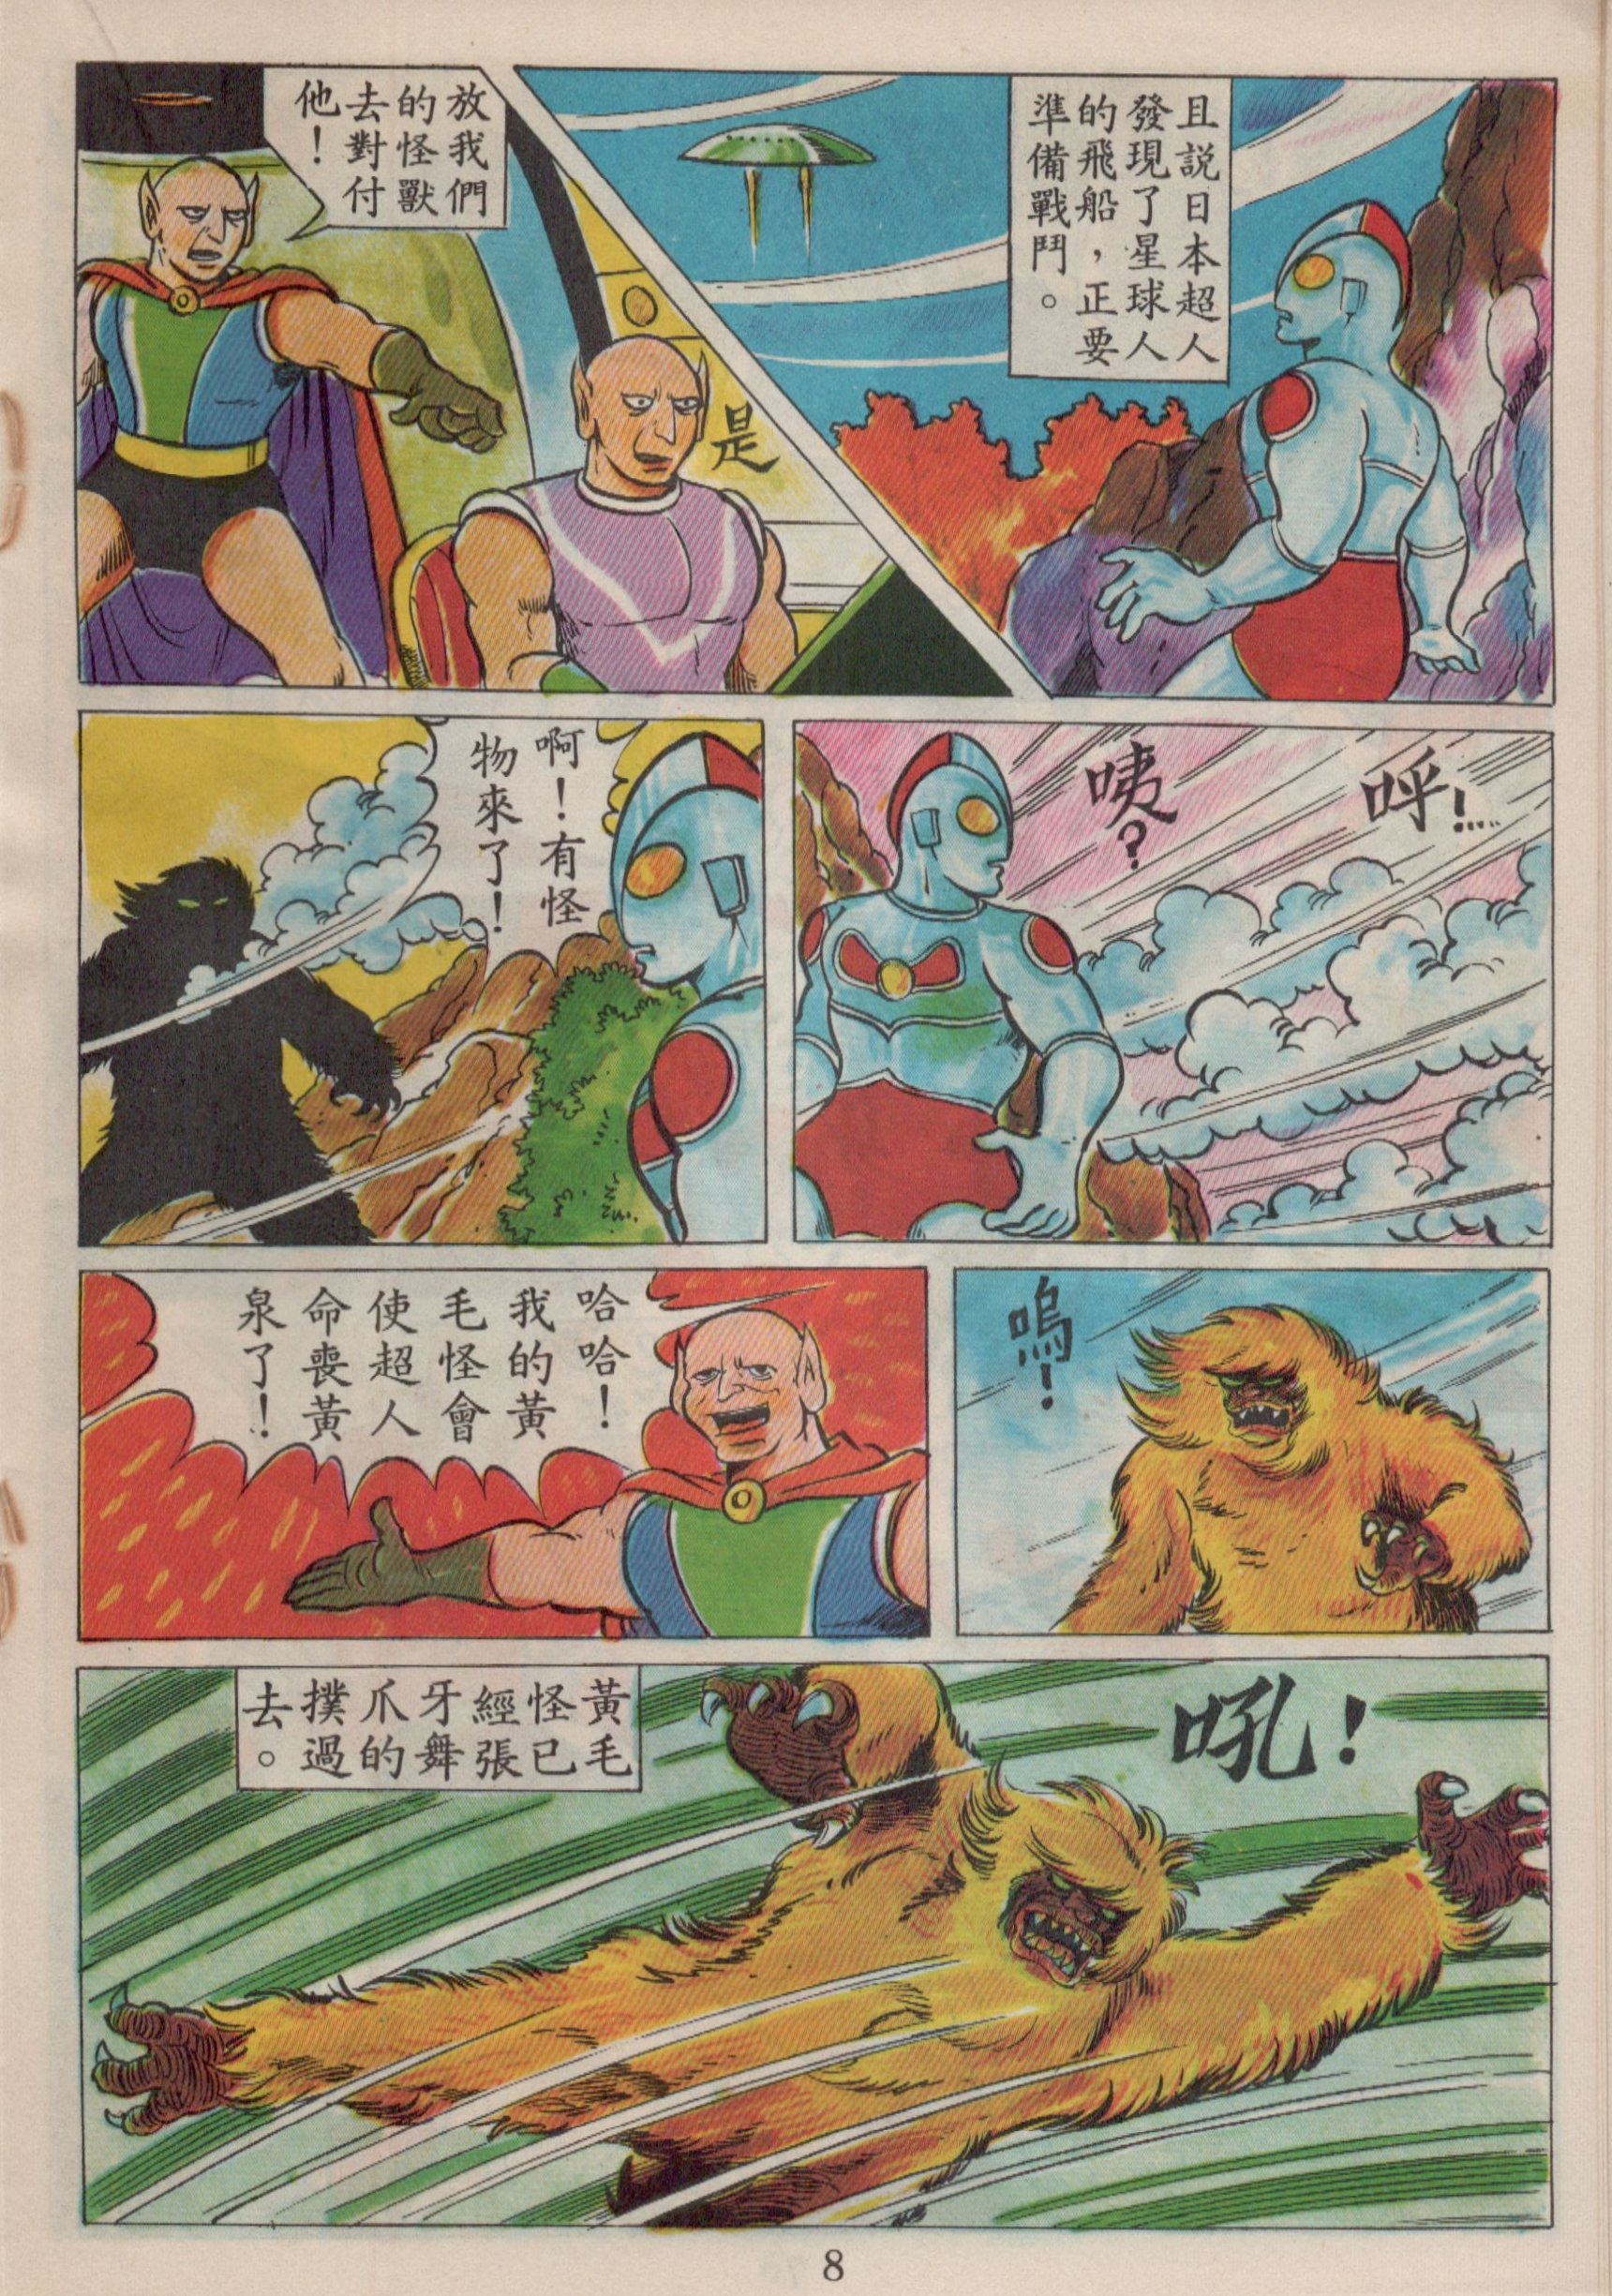 且説日本超人
發現了星球人
的飛船，正要
準備戰鬥。
放我們
的怪獸
去對付
他！
是
呼！
咦？
啊！有怪
物來了！
嗚！
哈哈！
我的黃
毛怪會
使超人
命喪黃
泉了！
吼！
黃毛
怪已
經張
牙舞
爪的
撲過
去。
8